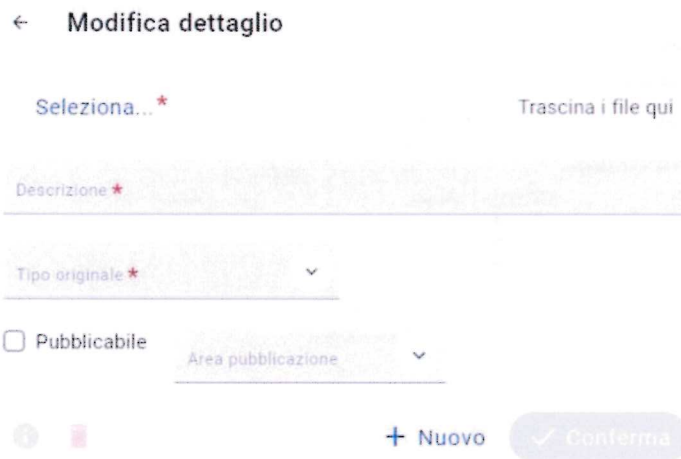 Modifica dettaglio
Seleziona...*
Trascina i file qui
Descrizione *
Tipo originale *
Pubblicabile
Area pubblicazione
+ Nuovo
Conferma